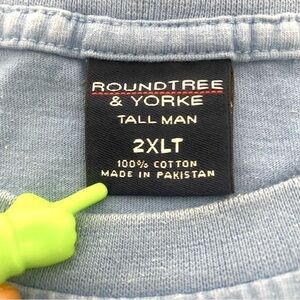 ROUNDTREE
& YORKE
TALL MAN
2XLT
100% COTTON
MADE IN PAKISTAN